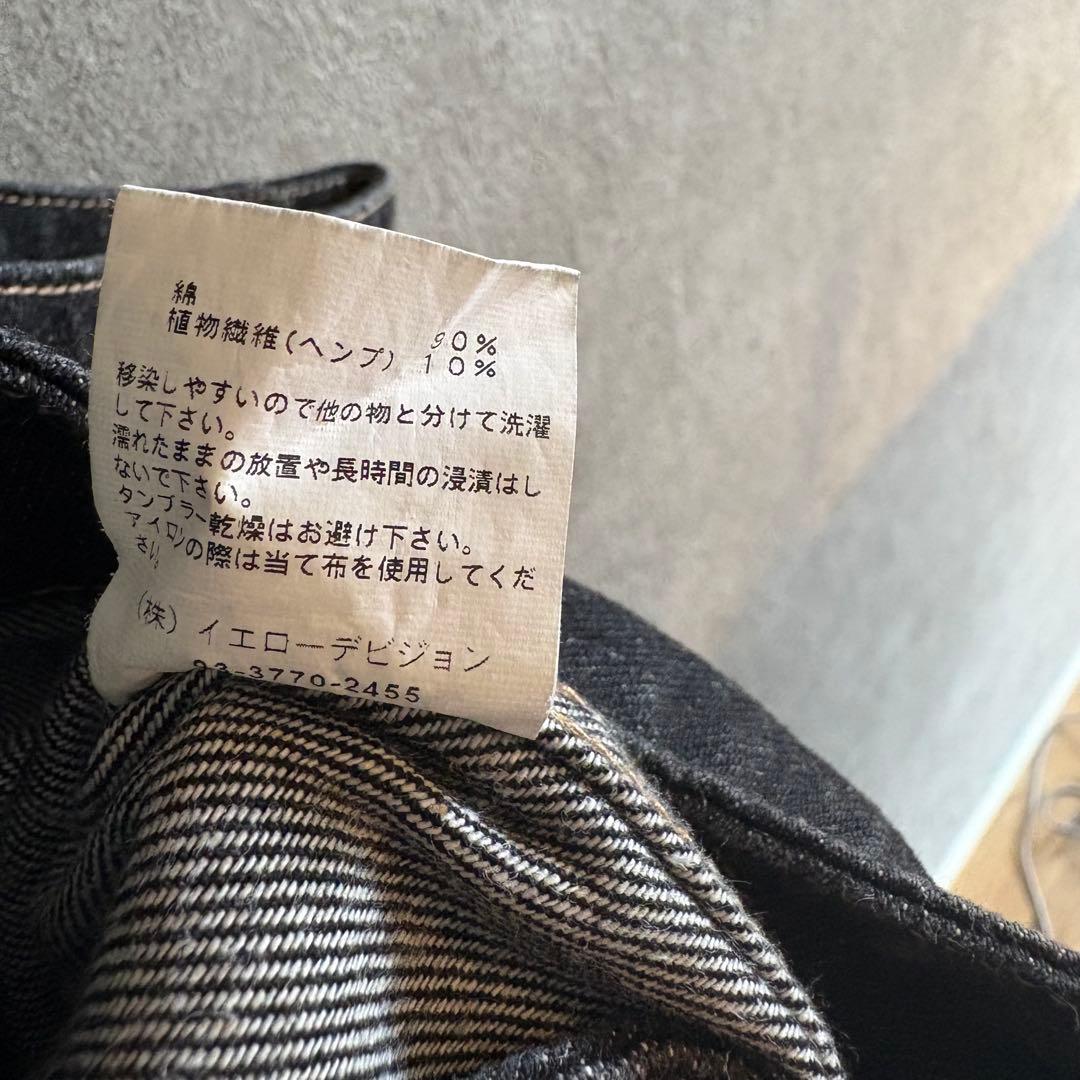 綿 90%
植物繊維(ヘンプ) 10%
移染しやすいので他の物と分けて洗濯
して下さい。
濡れたままの放置や長時間の浸漬はし
ないで下さい。
タンブラー乾燥はお避け下さい。
アイロンの際は当て布を使用してくだ
さい。
(株)イエローデビジョン
03-3770-2455